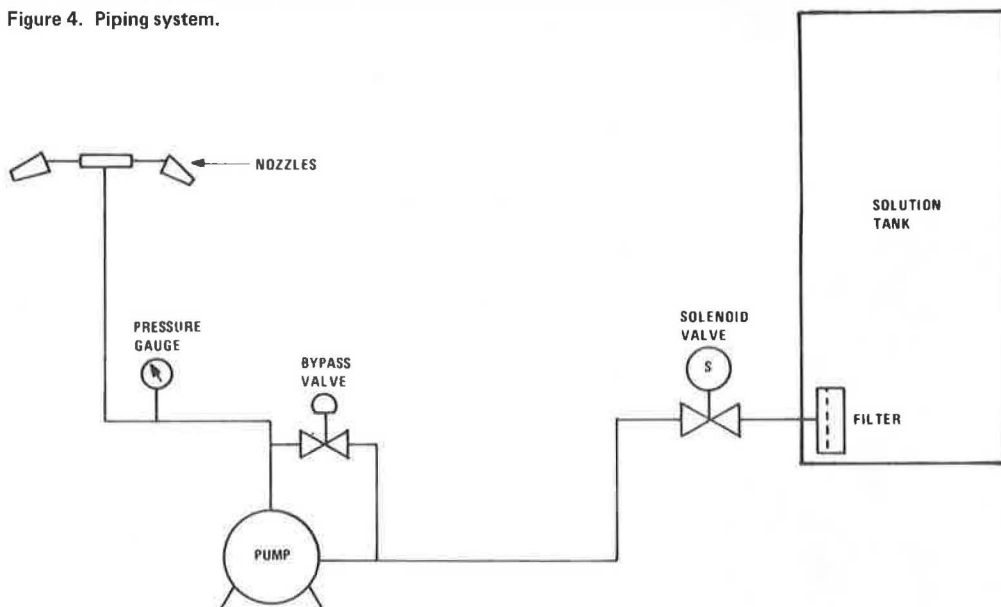 Figure 4. Piping system.
NOZZLES
SOLUTION
TANK
PRESSURE
GAUGE
SOLENOID
VALVE
BYPASS
VALVE
S
FILTER
PUMP